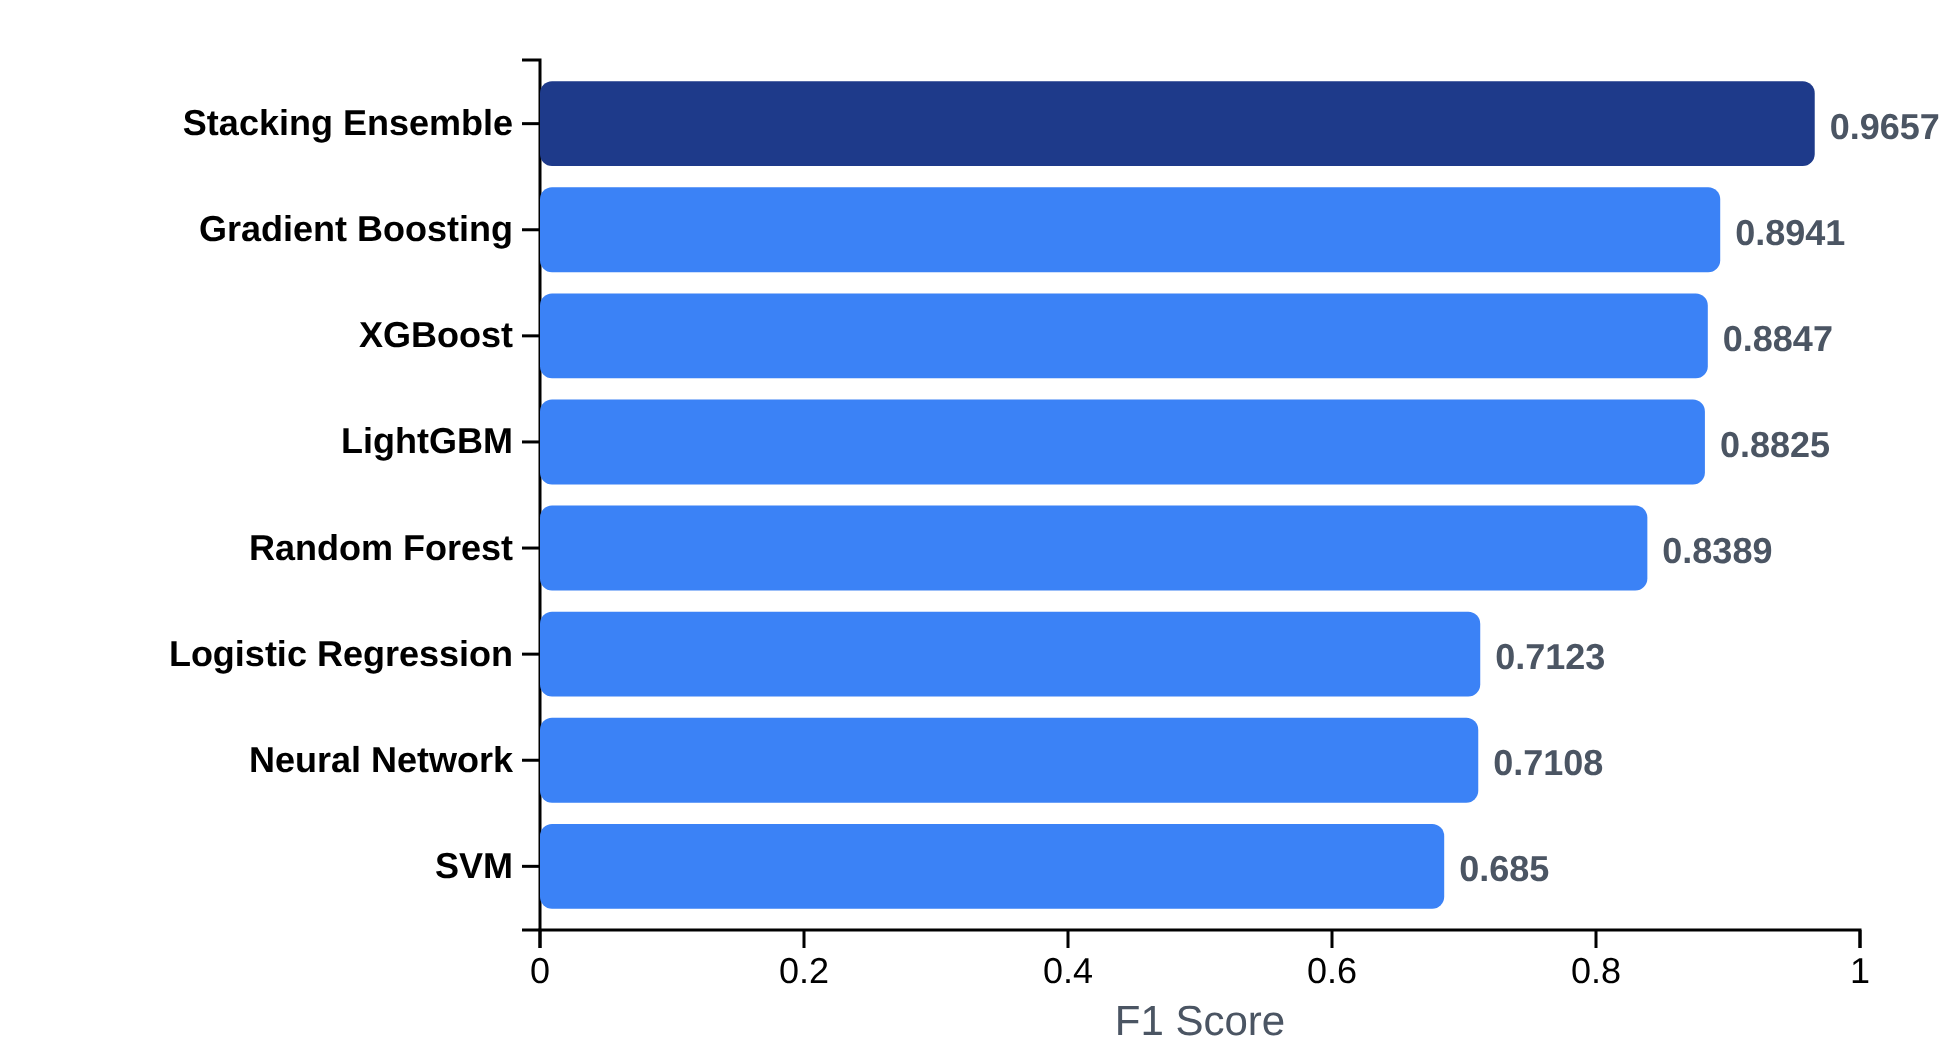 Stacking Ensemble 0.9657
Gradient Boosting 0.8941
XGBoost 0.8847
LightGBM 0.8825
Random Forest 0.8389
Logistic Regression 0.7123
Neural Network 0.7108
SVM 0.685
0 0.2 0.4 0.6 0.8 1
F1 Score